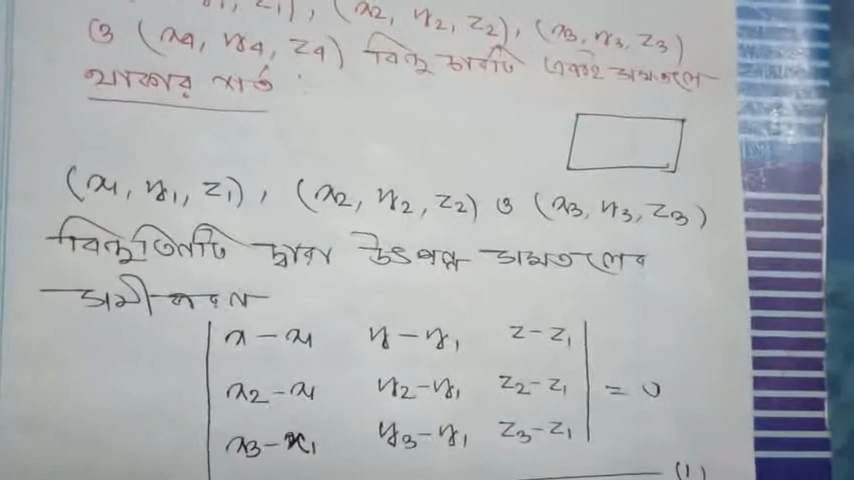 (x₂, y₂, z₂), (x₃, y₃, z₃)
ও (x₄, y₄, z₄) বিন্দু চারটি একই সমতলে
থাকার শর্ত :
(x₁, y₁, z₁), (x₂, y₂, z₂) ও (x₃, y₃, z₃)
বিন্দুতিনটি দ্বারা উৎপন্ন সমতলের
সমীকরণ
| x – x₁ y – y₁ z – z₁ |
| x₂ – x₁ y₂ – y₁ z₂ – z₁ | = 0
| x₃ – x₁ y₃ – y₁ z₃ – z₁ |
— (1)